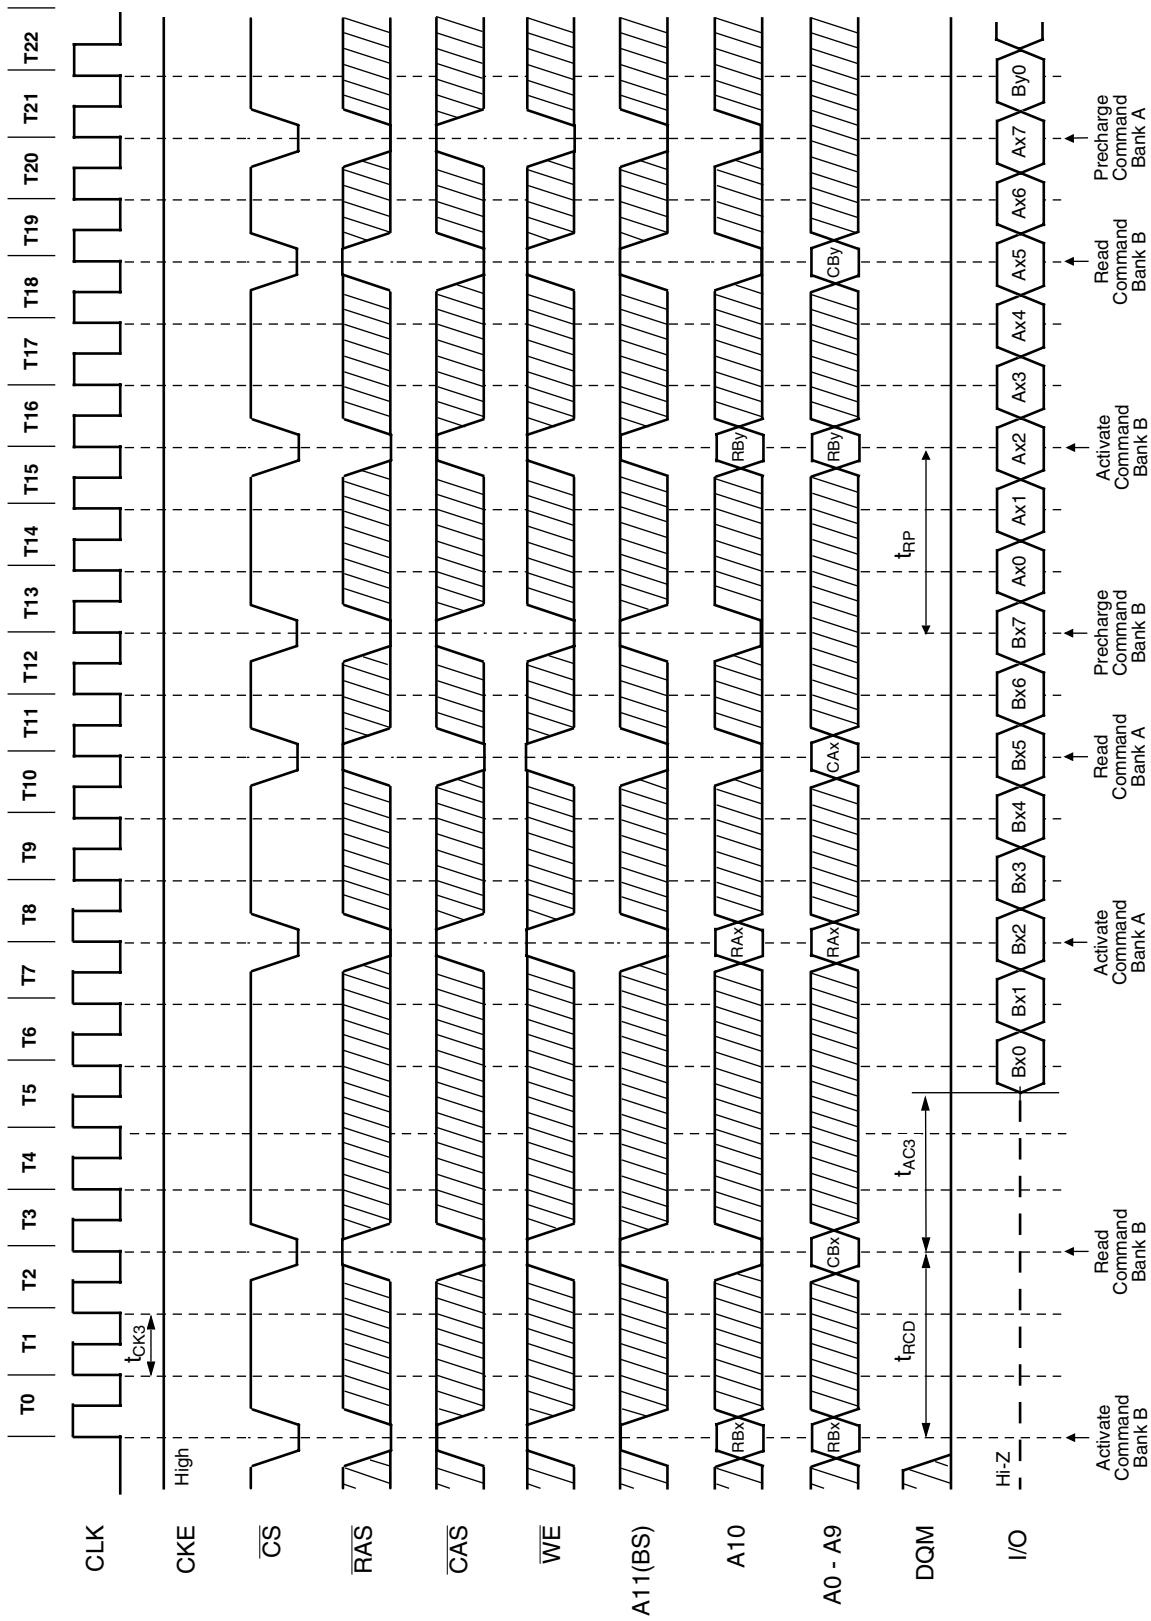 T0 T1 T2 T3 T4 T5 T6 T7 T8 T9 T10 T11 T12 T13 T14 T15 T16 T17 T18 T19 T20 T21 T22
CLK
tCK3
CKE
High
CS
RAS
CAS
WE
A11(BS)
A10
RBx RAx RBy
A0 - A9
RBx CBx RAx CAx RBy CBy
DQM
tRCD tAC3 tRP
I/O
Hi-Z
Bx0 Bx1 Bx2 Bx3 Bx4 Bx5 Bx6 Bx7 Ax0 Ax1 Ax2 Ax3 Ax4 Ax5 Ax6 Ax7 By0
Activate
Command
Bank B
Read
Command
Bank B
Activate
Command
Bank A
Read
Command
Bank A
Precharge
Command
Bank B
Activate
Command
Bank B
Read
Command
Bank B
Precharge
Command
Bank A